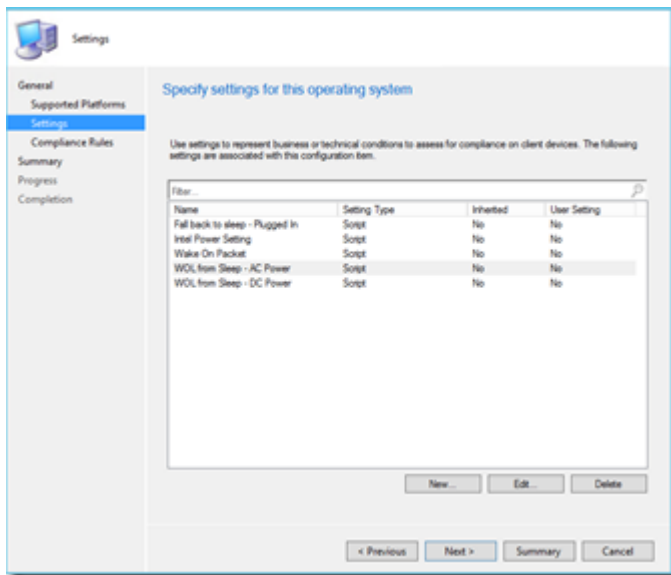 Settings
General
Supported Platforms
Settings
Compliance Rules
Summary
Progress
Completion
Specify settings for this operating system
Use settings to represent business or technical conditions to assess for compliance on client devices. The following
settings are associated with this configuration item.
Filter...
Name Setting Type Inherited User Setting
Fall back to sleep - Plugged In Script No No
Intel Power Setting Script No No
Wake On Packet Script No No
WOL from Sleep - AC Power Script No No
WOL from Sleep - DC Power Script No No
New... Edit... Delete
< Previous Next > Summary Cancel